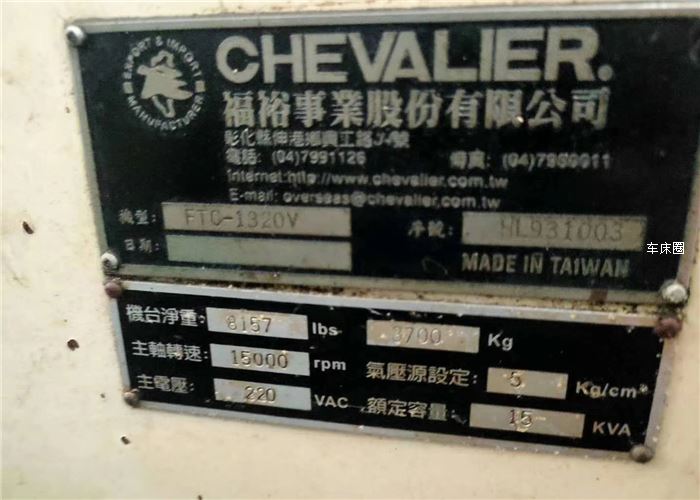 EXPORT & IMPORT
MANUFACTURER
CHEVALIER.
福裕事業股份有限公司
彰化縣伸港鄉興工路 號
電話: (04)7991126 傳真: (04)7980011
Internet:http://www.chevalier.com.tw
E-mail: overseas@chevalier.com.tw
機型: FTC-1320V 序號: HL931003
日期: MADE IN TAIWAN
車床圈
機台淨重: 8157 lbs 3700 Kg
主軸轉速: 15000 rpm 氣壓源設定: 5 Kg/cm²
主電壓: 220 VAC 額定容量: 15 KVA